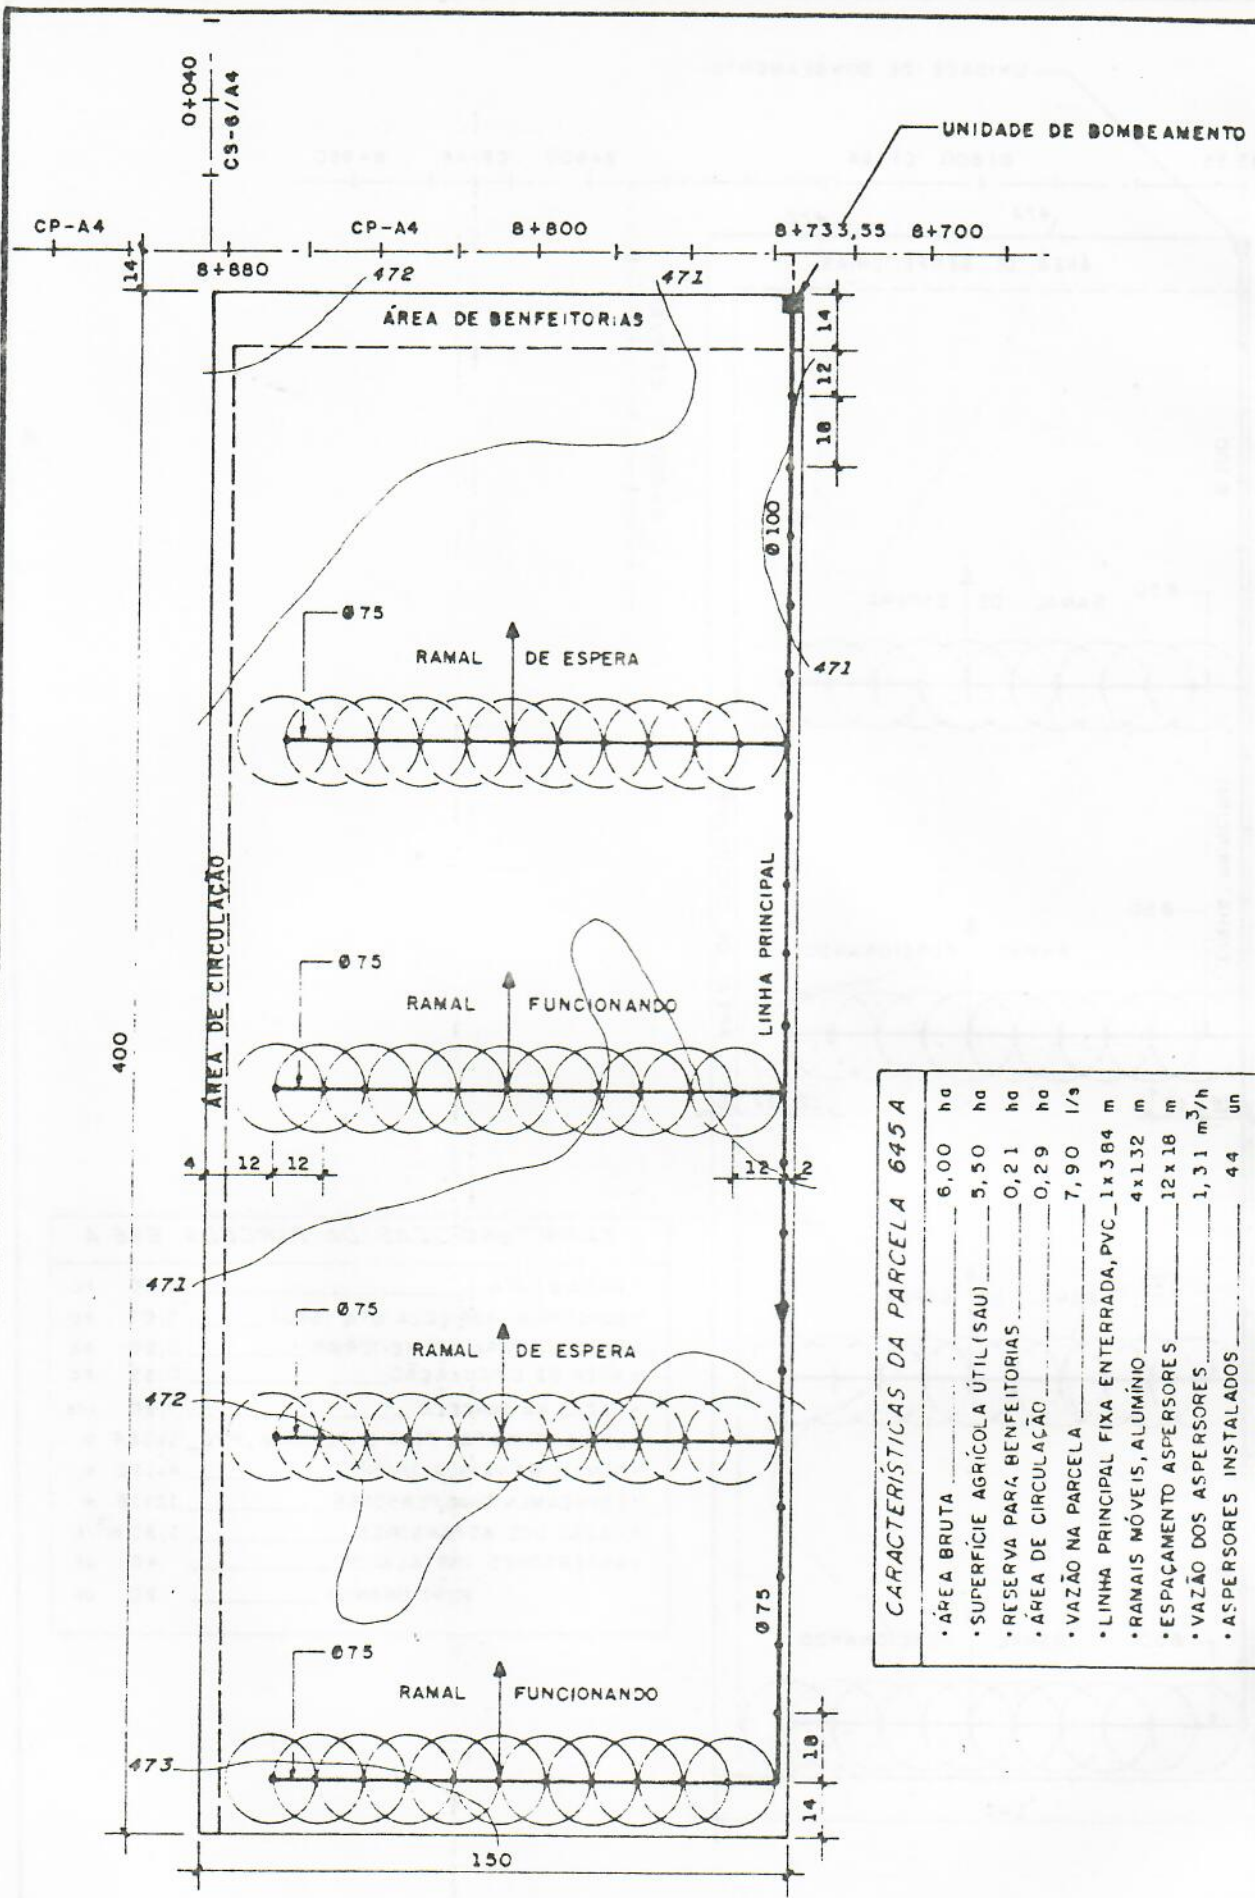 0+040
CS-6/A4
UNIDADE DE BOMBEAMENTO
CP-A4
CP-A4
8+800
8+733,55
8+700
14
8+880
472
471
ÁREA DE BENFEITORIAS
14
12
18
Ø 100
Ø 75
RAMAL DE ESPERA
471
ÁREA DE CIRCULAÇÃO
LINHA PRINCIPAL
Ø 75
RAMAL FUNCIONANDO
400
4
12
12
12
2
471
Ø 75
RAMAL DE ESPERA
472
Ø 75
Ø 75
RAMAL FUNCIONANDO
473
18
14
150
CARACTERÍSTICAS DA PARCELA 645 A
• ÁREA BRUTA 6,00 ha
• SUPERFÍCIE AGRÍCOLA ÚTIL (SAU) 5,50 ha
• RESERVA PARA BENFEITORIAS 0,21 ha
• ÁREA DE CIRCULAÇÃO 0,29 ha
• VAZÃO NA PARCELA 7,90 l/s
• LINHA PRINCIPAL FIXA ENTERRADA, PVC 1x384 m
• RAMAIS MÓVEIS, ALUMÍNIO 4x132 m
• ESPAÇAMENTO ASPERSORES 12x18 m
• VAZÃO DOS ASPERSORES 1,31 m³/h
• ASPERSORES INSTALADOS 44 un